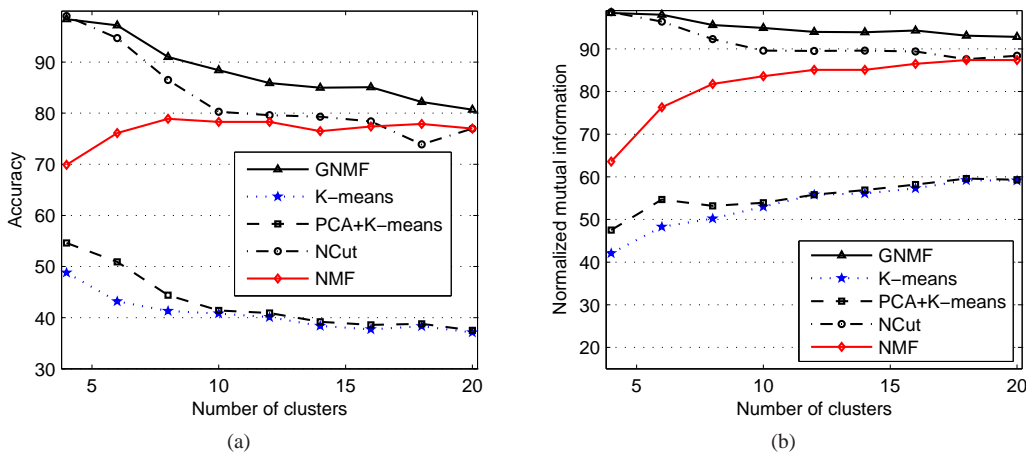 90
80
70
60
50
40
30
5
10
15
20
Accuracy
Number of clusters
GNMF
K−means
PCA+K−means
NCut
NMF
(a)
100
90
80
70
60
50
40
30
20
5
10
15
20
Normalized mutual information
Number of clusters
GNMF
K−means
PCA+K−means
NCut
NMF
(b)